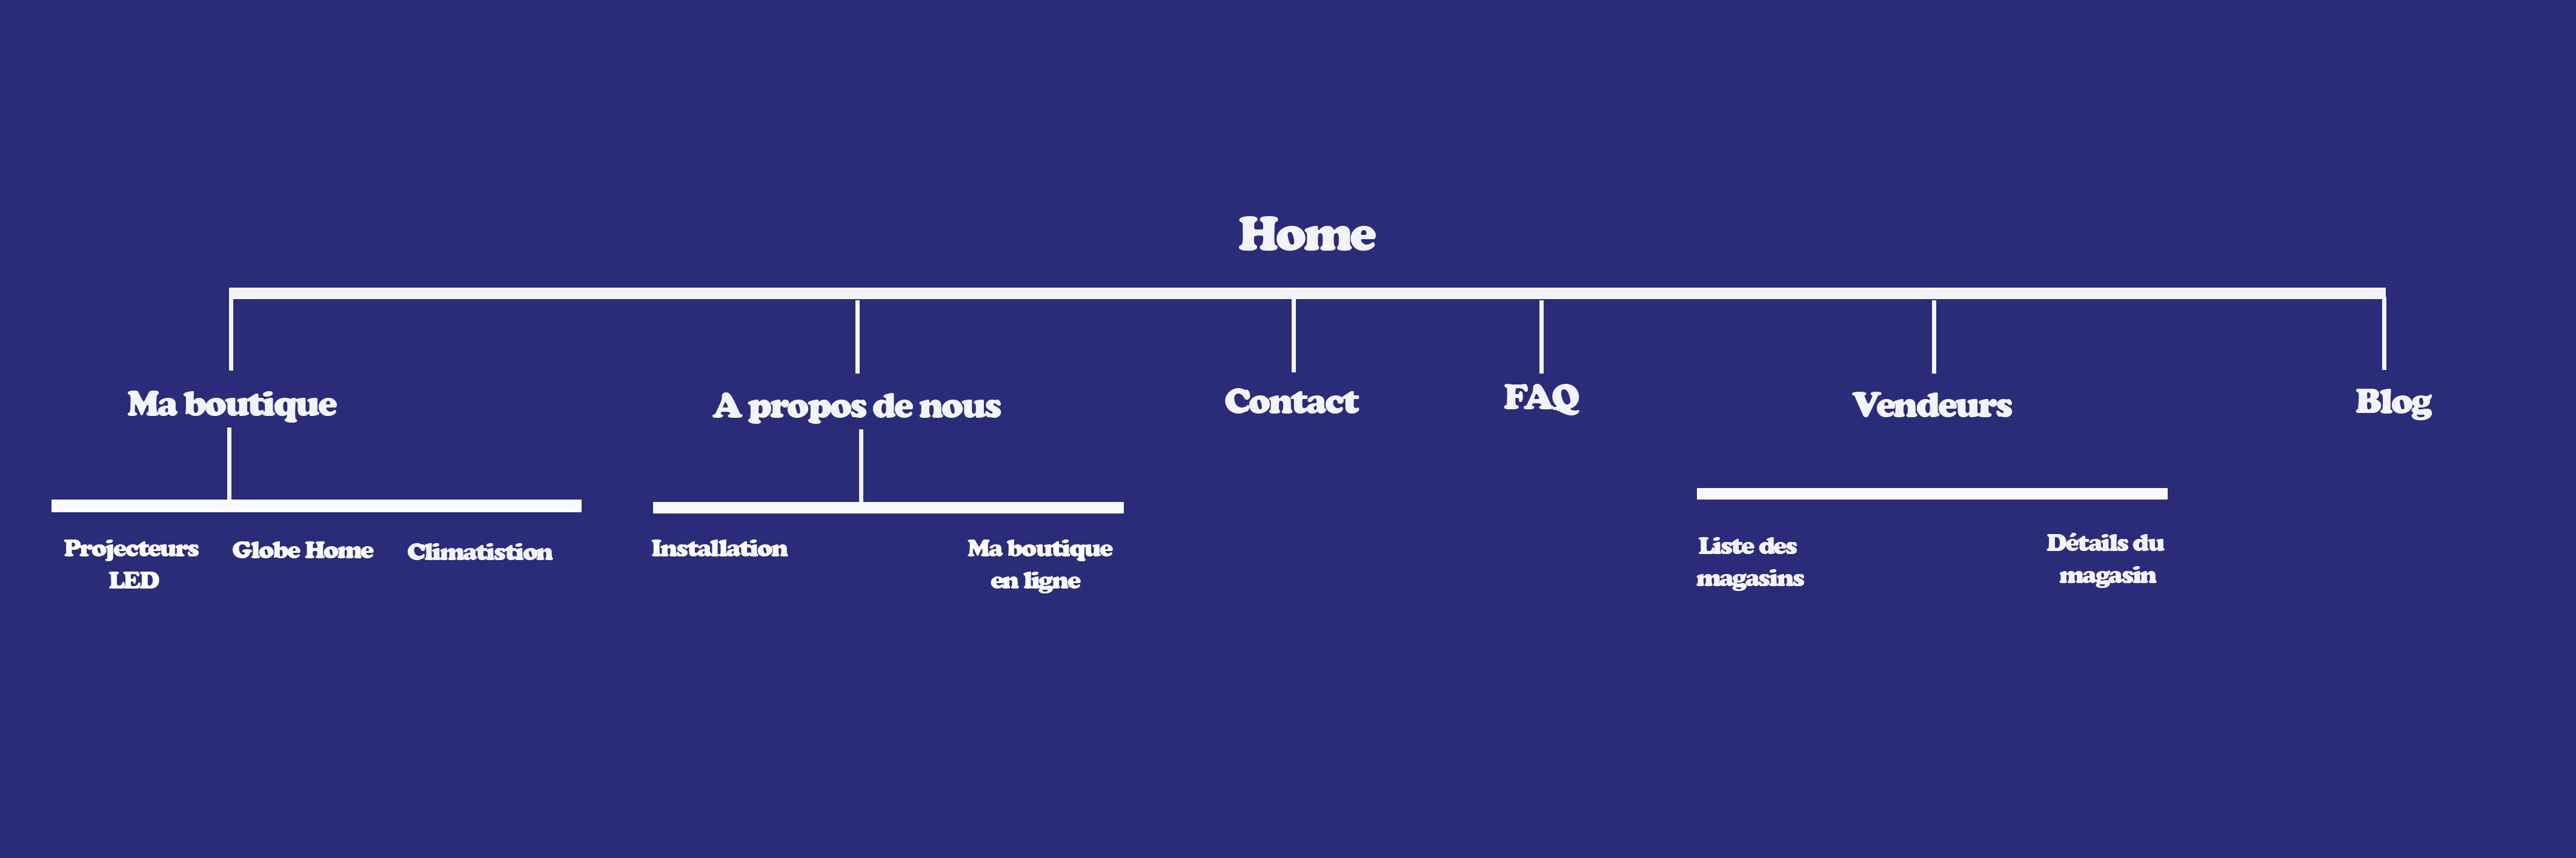 Home
Ma boutique
A propos de nous
Contact
FAQ
Vendeurs
Blog
Projecteurs
LED
Globe Home
Climatistion
Installation
Ma boutique
en ligne
Liste des
magasins
Détails du
magasin